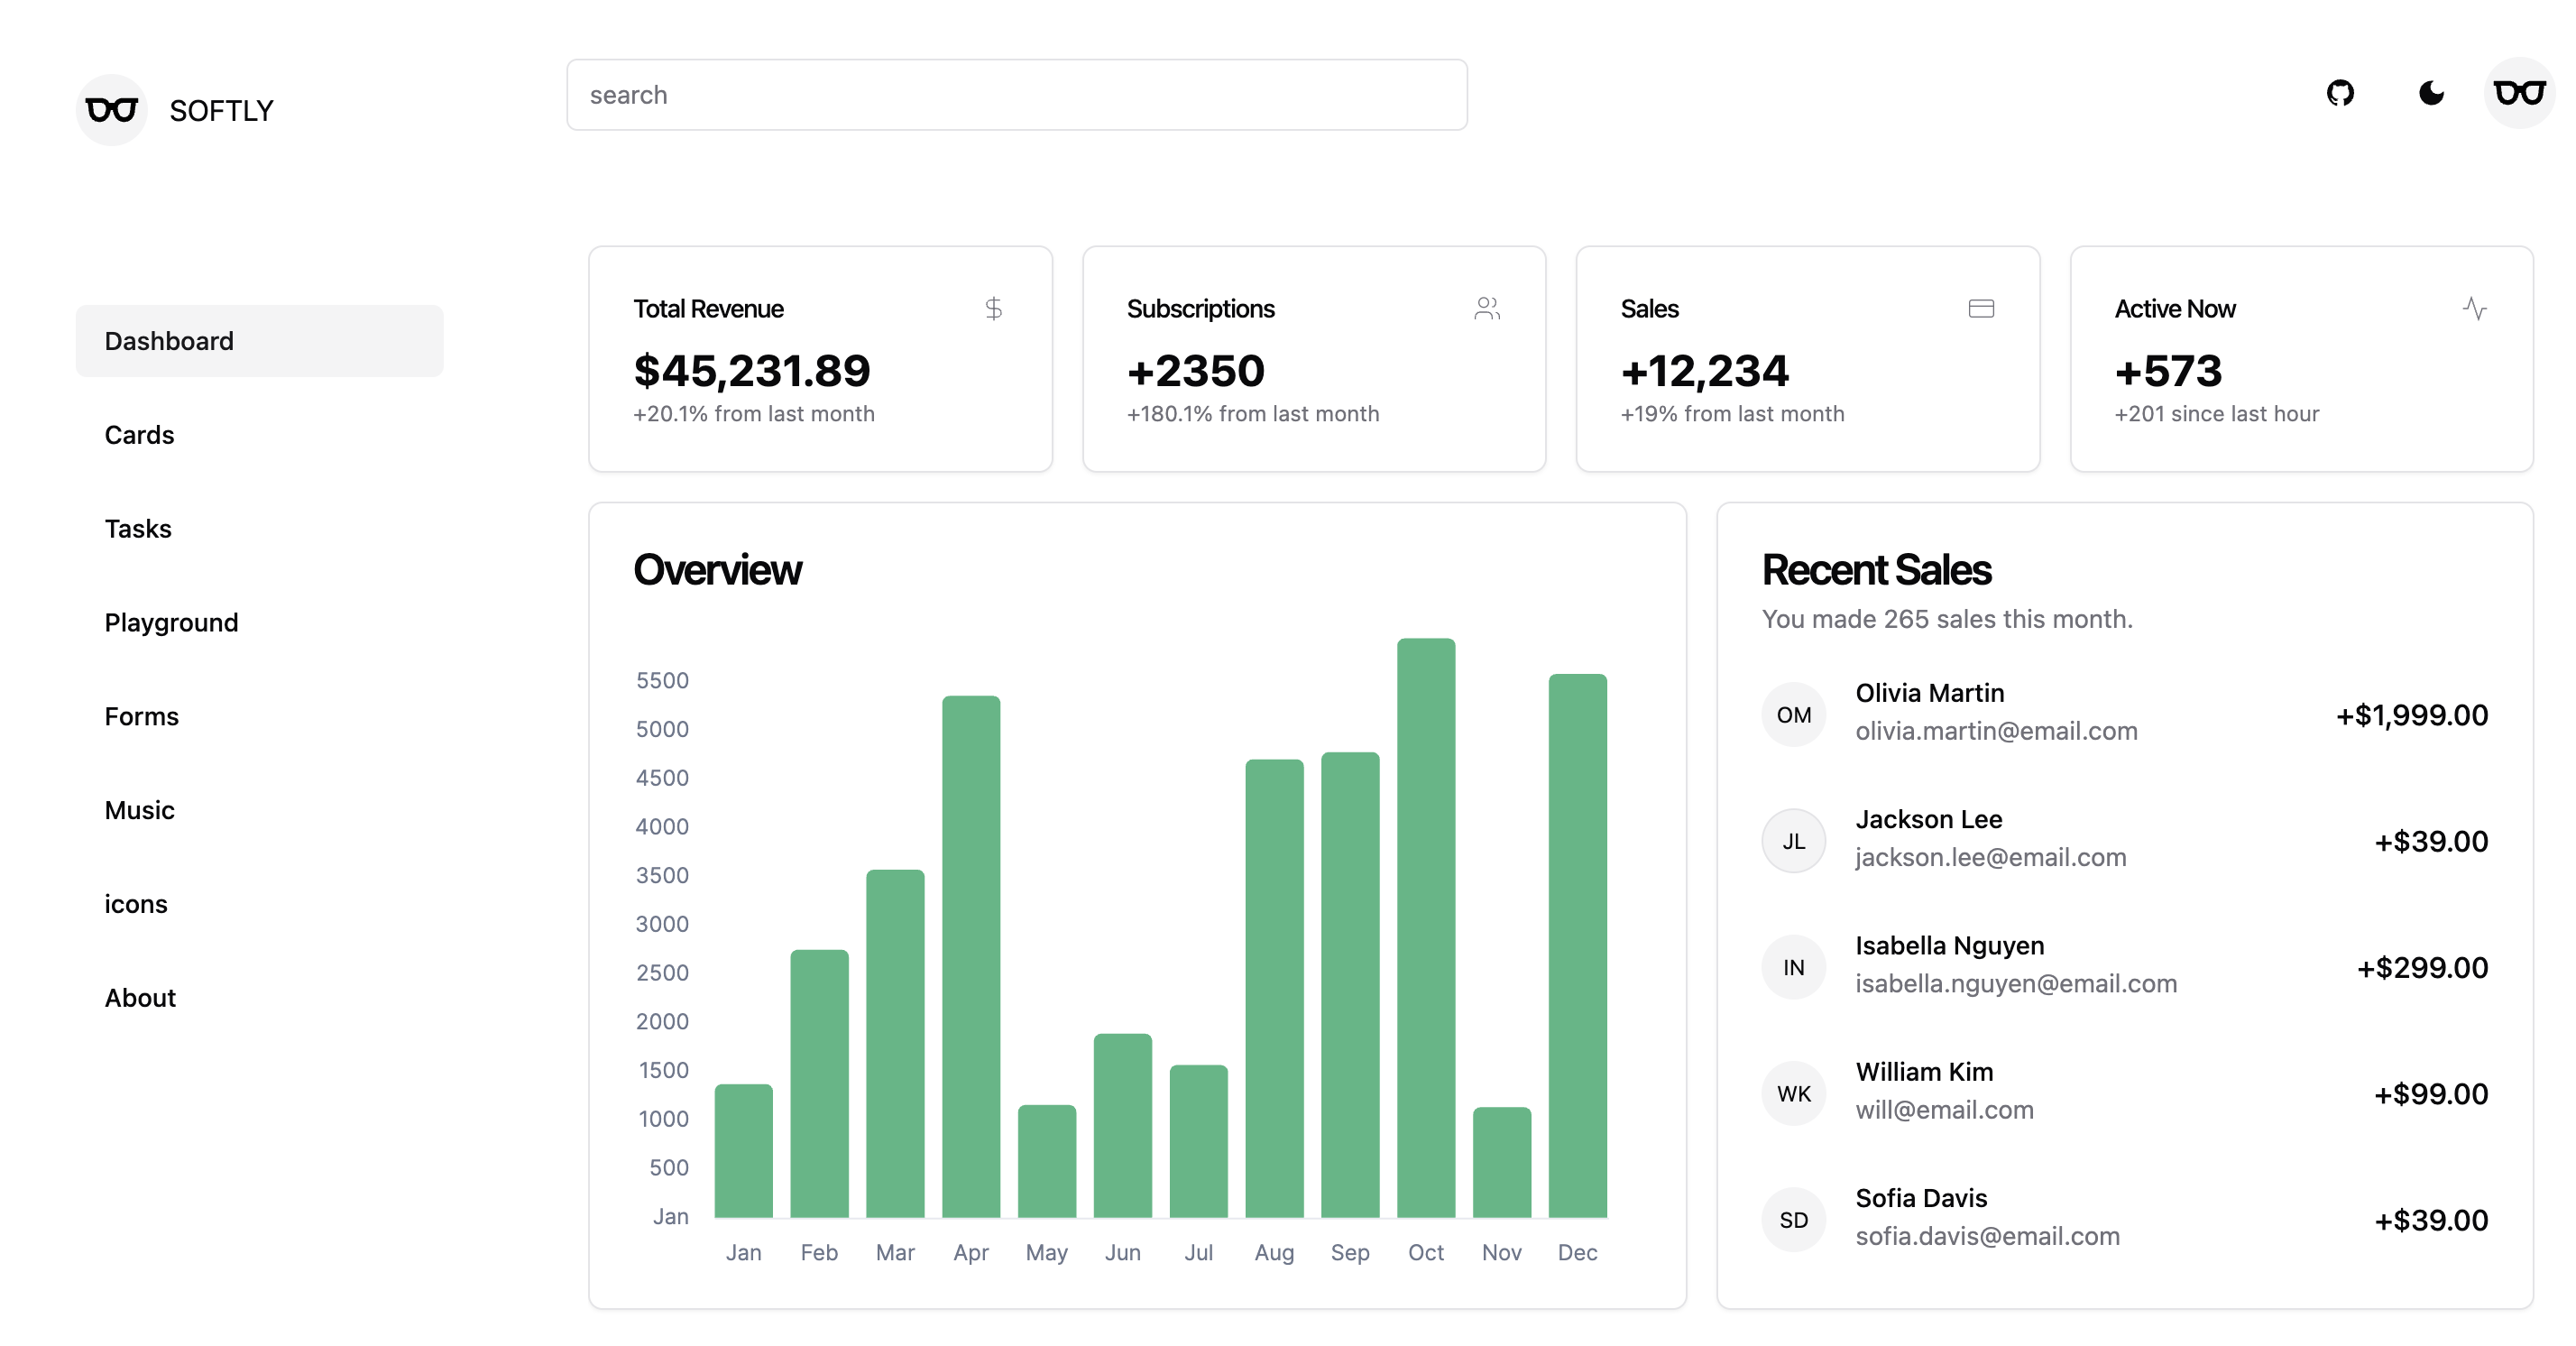 SOFTLY
search
Dashboard
Cards
Tasks
Playground
Forms
Music
icons
About
Total Revenue
$45,231.89
+20.1% from last month
Subscriptions
+2350
+180.1% from last month
Sales
+12,234
+19% from last month
Active Now
+573
+201 since last hour
Overview
5500
5000
4500
4000
3500
3000
2500
2000
1500
1000
500
Jan
Jan Feb Mar Apr May Jun Jul Aug Sep Oct Nov Dec
Recent Sales
You made 265 sales this month.
OM
Olivia Martin
olivia.martin@email.com
+$1,999.00
JL
Jackson Lee
jackson.lee@email.com
+$39.00
IN
Isabella Nguyen
isabella.nguyen@email.com
+$299.00
WK
William Kim
will@email.com
+$99.00
SD
Sofia Davis
sofia.davis@email.com
+$39.00